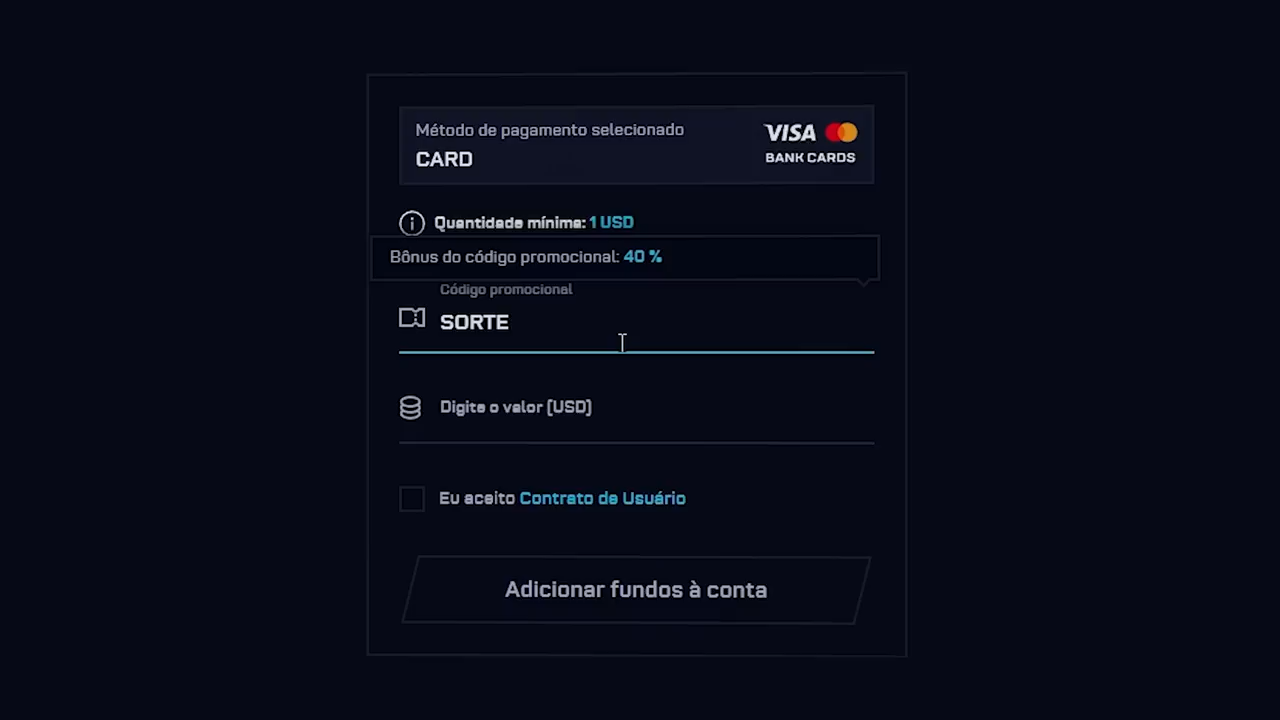 Método de pagamento selecionado
CARD
VISA
BANK CARDS
Quantidade mínima: 1 USD
Bônus do código promocional: 40 %
Código promocional
SORTE
Digite o valor (USD)
Eu aceito Contrato de Usuário
Adicionar fundos à conta